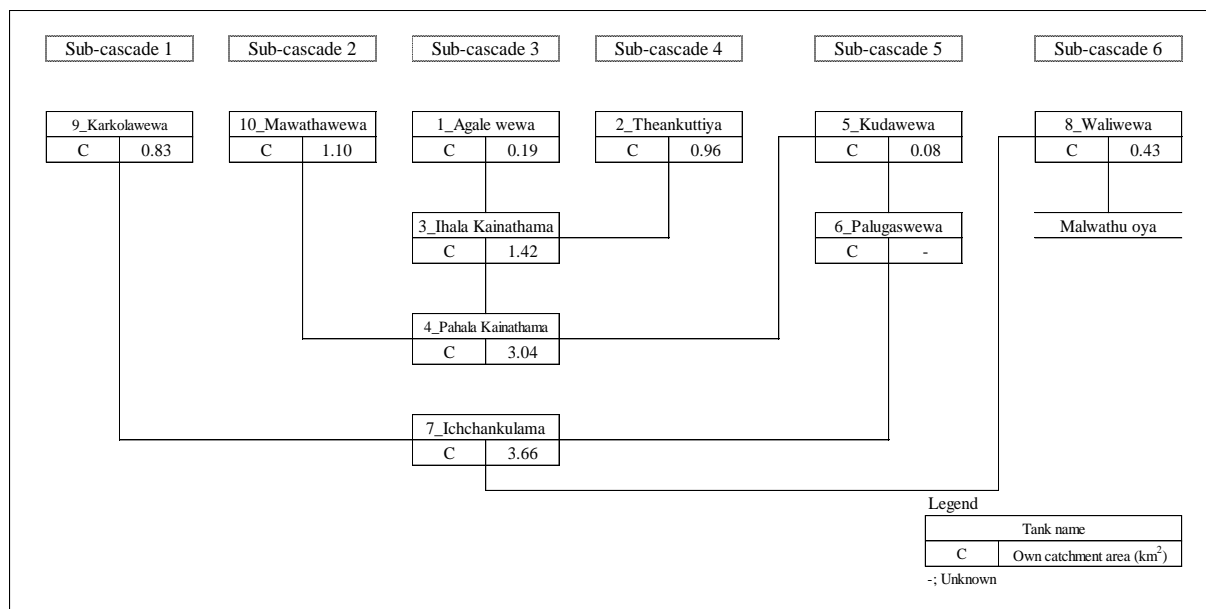 Sub-cascade 1 Sub-cascade 2 Sub-cascade 3 Sub-cascade 4 Sub-cascade 5 Sub-cascade 6
9_Karkolawewa 10_Mawathawewa 1_Agale wewa 2_Theankuttiya 5_Kudawewa 8_Waliwewa
C 0.83 C 1.10 C 0.19 C 0.96 C 0.08 C 0.43
3_Ihala Kainathama 6_Palugaswewa Malwathu oya
C 1.42 C -
4_Pahala Kainathama
C 3.04
7_Ichchankulama
C 3.66
Legend
Tank name
C Own catchment area (km²)
-; Unknown